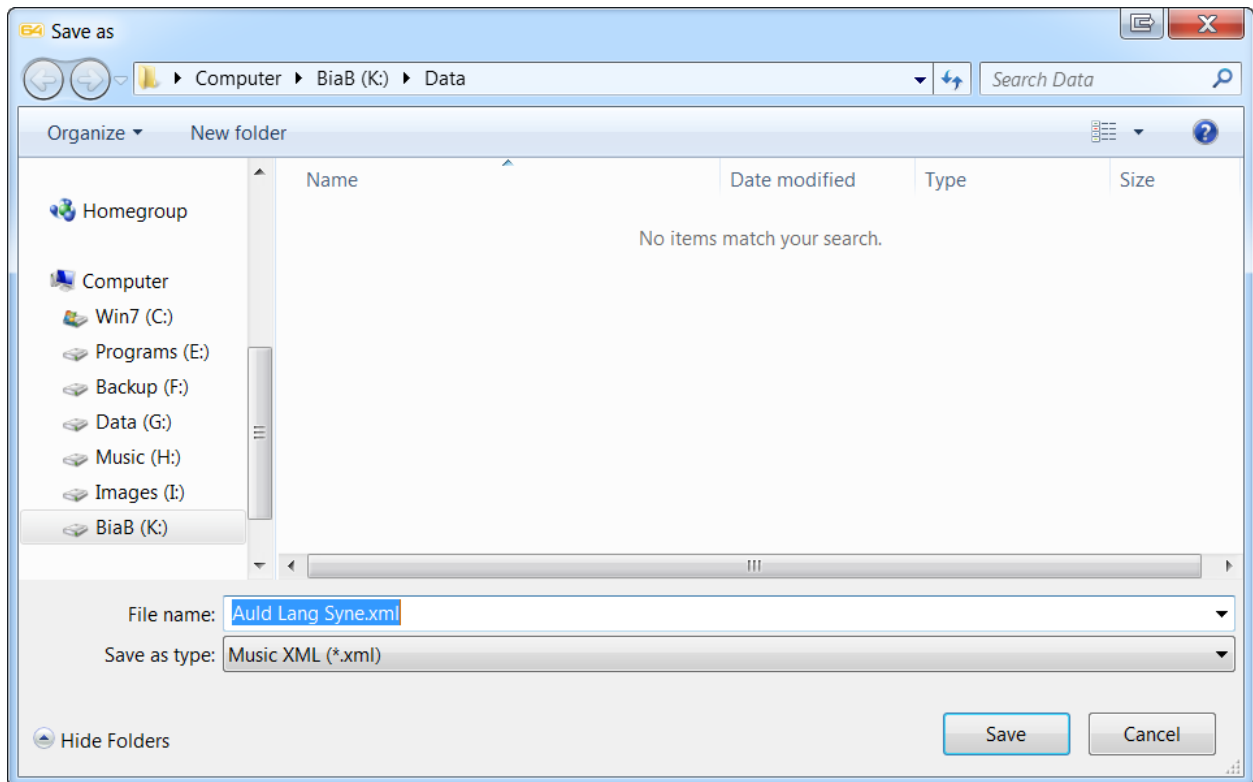 64 Save as
X
Computer BiaB (K:) Data
Search Data
Organize New folder
?
Name Date modified Type Size
No items match your search.
Homegroup
Computer
Win7 (C:)
Programs (E:)
Backup (F:)
Data (G:)
Music (H:)
Images (I:)
BiaB (K:)
File name: Auld Lang Syne.xml
Save as type: Music XML (*.xml)
Hide Folders
Save Cancel